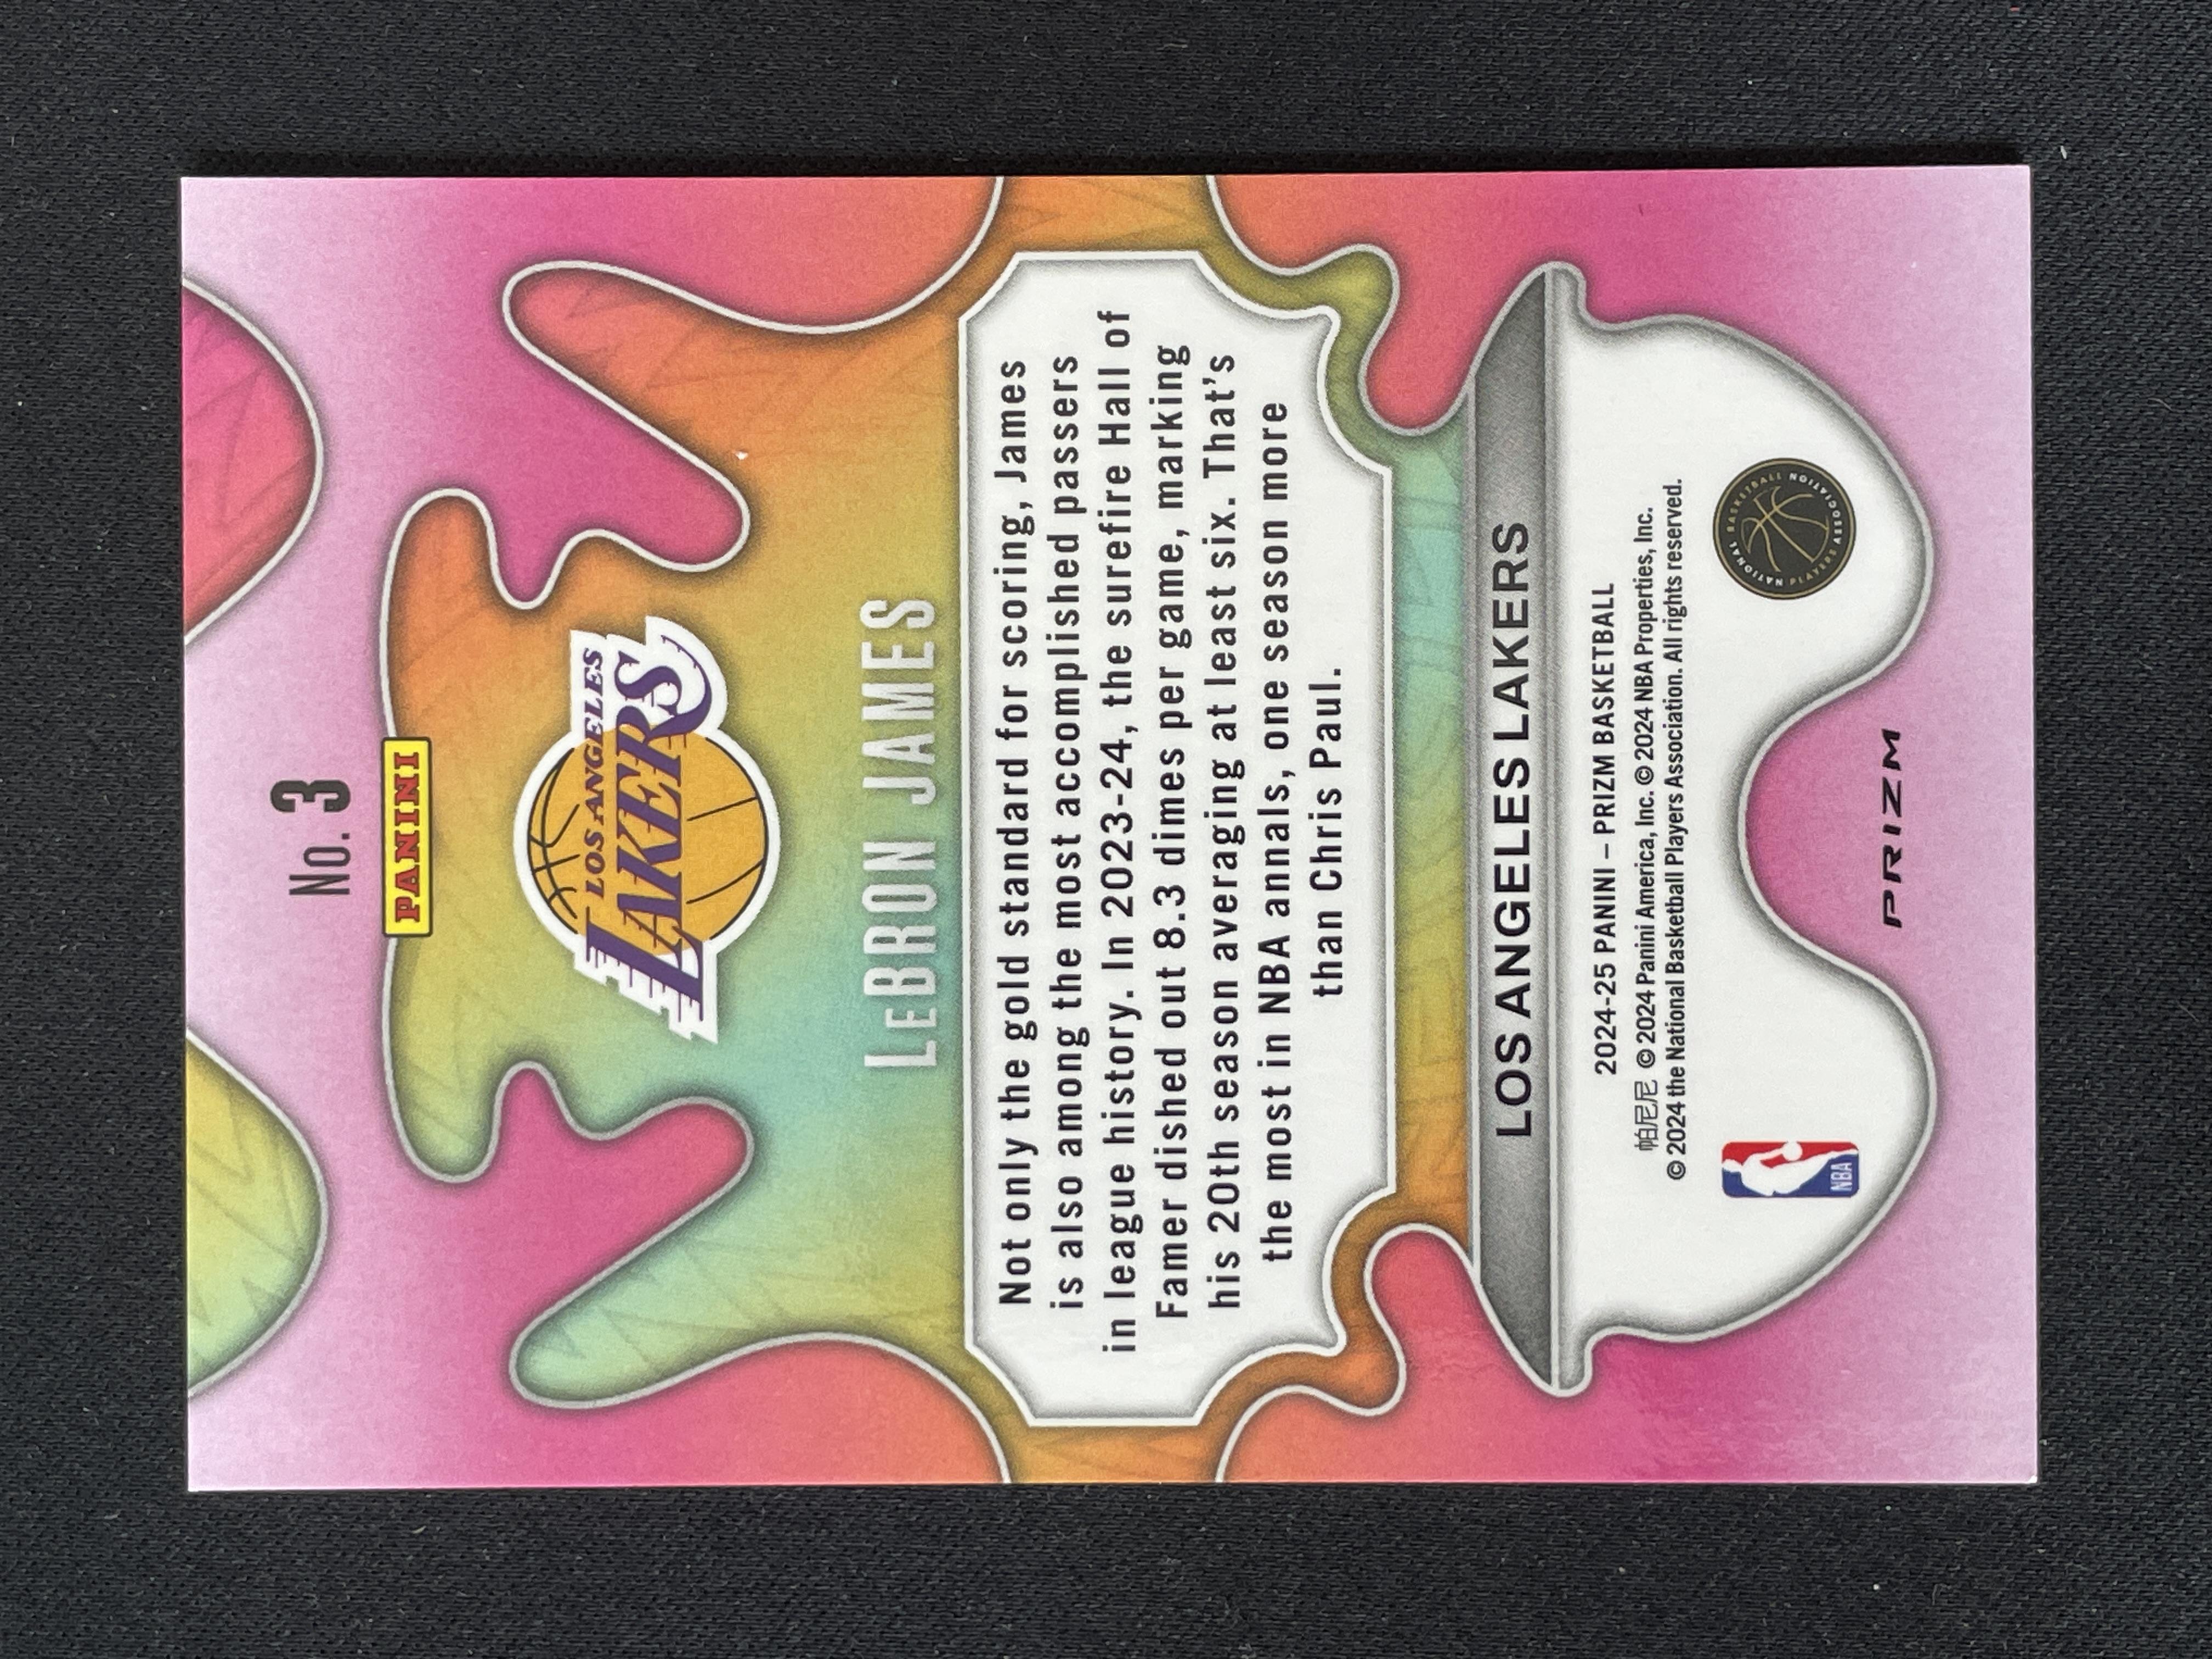 No. 3
PANINI
LOS ANGELES
LAKERS
LeBRON JAMES
Not only the gold standard for scoring, James
is also among the most accomplished passers
in league history. In 2023-24, the surefire Hall of
Famer dished out 8.3 dimes per game, marking
his 20th season averaging at least six. That's
the most in NBA annals, one season more
than Chris Paul.
LOS ANGELES LAKERS
2024-25 PANINI – PRIZM BASKETBALL
帕尼尼 © 2024 Panini America, Inc. © 2024 NBA Properties, Inc.
© 2024 the National Basketball Players Association. All rights reserved.
NBA
NATIONAL BASKETBALL PLAYERS ASSOCIATION
PRIZM